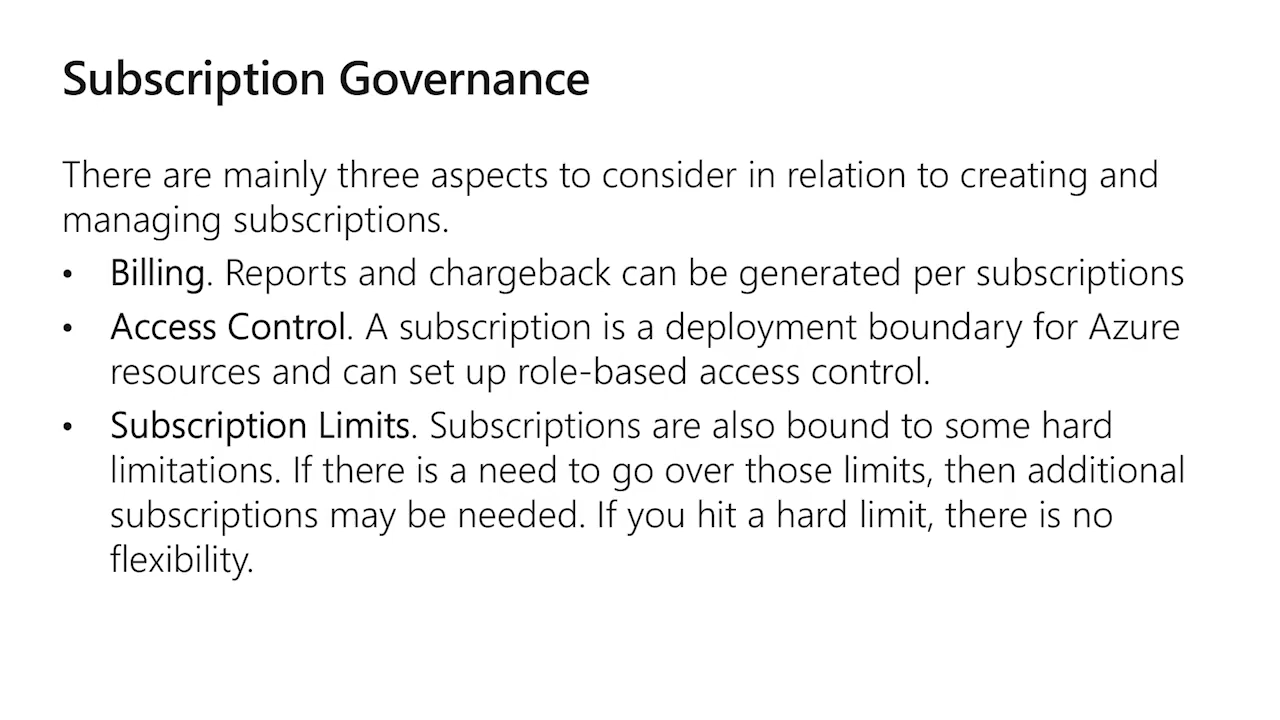 Subscription Governance
There are mainly three aspects to consider in relation to creating and
managing subscriptions.
• Billing. Reports and chargeback can be generated per subscriptions
• Access Control. A subscription is a deployment boundary for Azure
resources and can set up role-based access control.
• Subscription Limits. Subscriptions are also bound to some hard
limitations. If there is a need to go over those limits, then additional
subscriptions may be needed. If you hit a hard limit, there is no
flexibility.